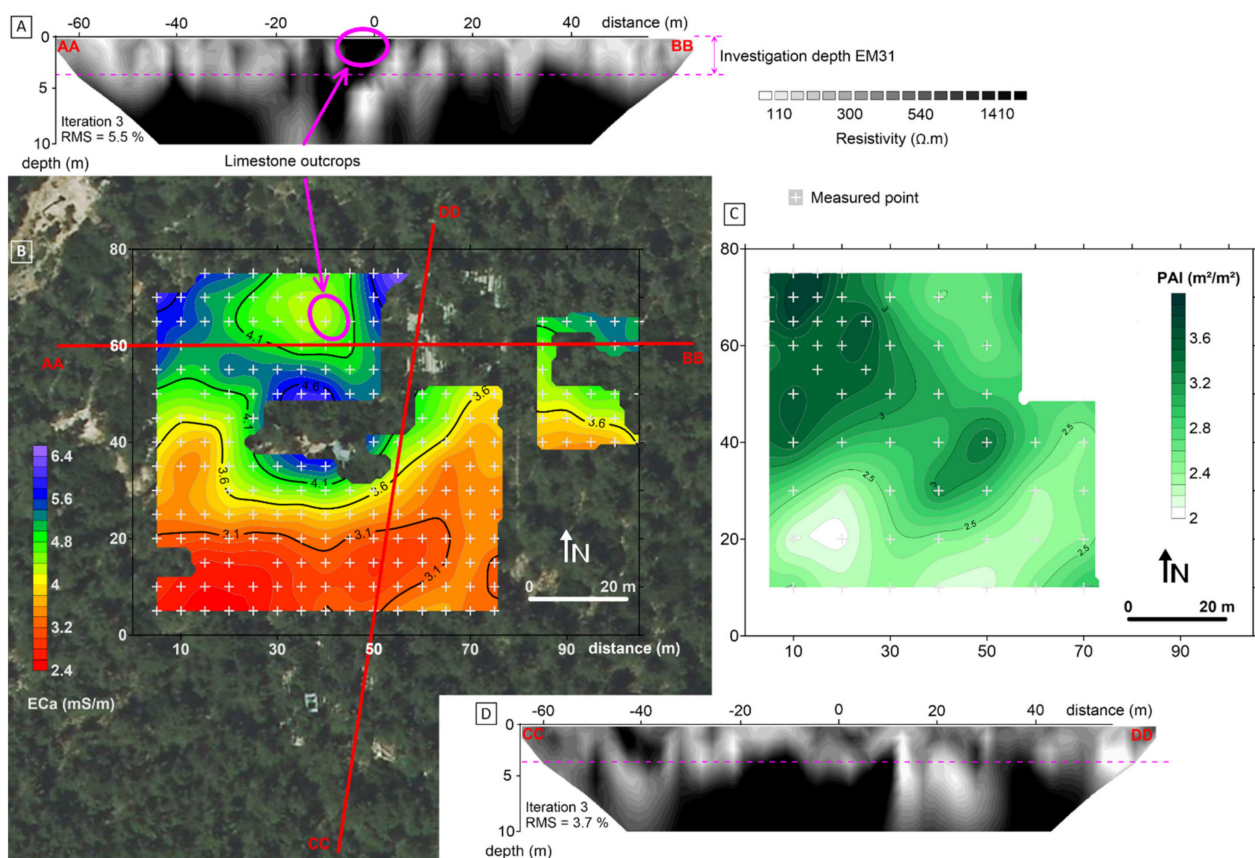 A
-60 -40 -20 0 20 40 distance (m)
0
AA
BB
Investigation depth EM31
5
110 300 540 1410
Resistivity (Ω.m)
Iteration 3
RMS = 5.5 %
10
depth (m)
Limestone outcrops
Measured point
DD
B
C
80
80
4.1
PAI (m²/m²)
3.6
3.2
2.8
2.4
2
3
AA
60
BB
60
4.6
4.1
3.6
3.6
3
2.5
40
40
6.4
5.6
4.8
4
3.2
2.4
3.6
4.1
3.6
3
2.5
2.5
3.1
3.1
20
20
N
0 20 m
N
0 20 m
0
10 30 50 70 90 distance (m)
0
10 30 50 70 90
ECa (mS/m)
D
-60 -40 -20 0 20 40 distance (m)
0
CC
DD
5
Iteration 3
RMS = 3.7 %
10
depth (m)
CC